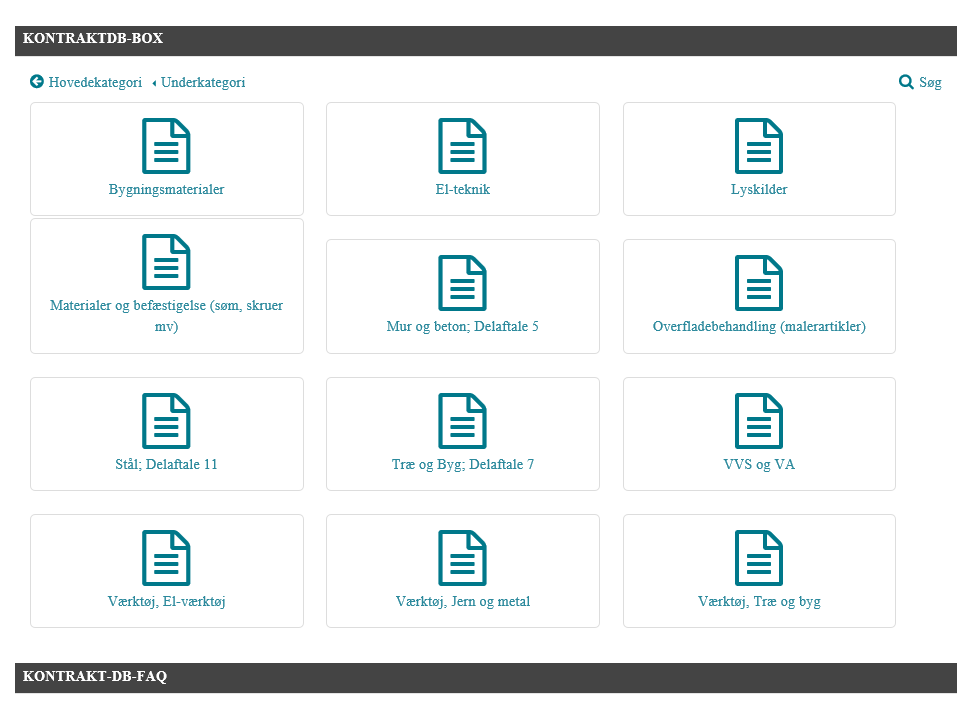 KONTRAKTDB-BOX
Hovedekategori Underkategori Søg
Bygningsmaterialer
El-teknik
Lyskilder
Materialer og befæstigelse (søm, skruer
mv)
Mur og beton; Delaftale 5
Overfladebehandling (malerartikler)
Stål; Delaftale 11
Træ og Byg; Delaftale 7
VVS og VA
Værktøj, El-værktøj
Værktøj, Jern og metal
Værktøj, Træ og byg
KONTRAKT-DB-FAQ